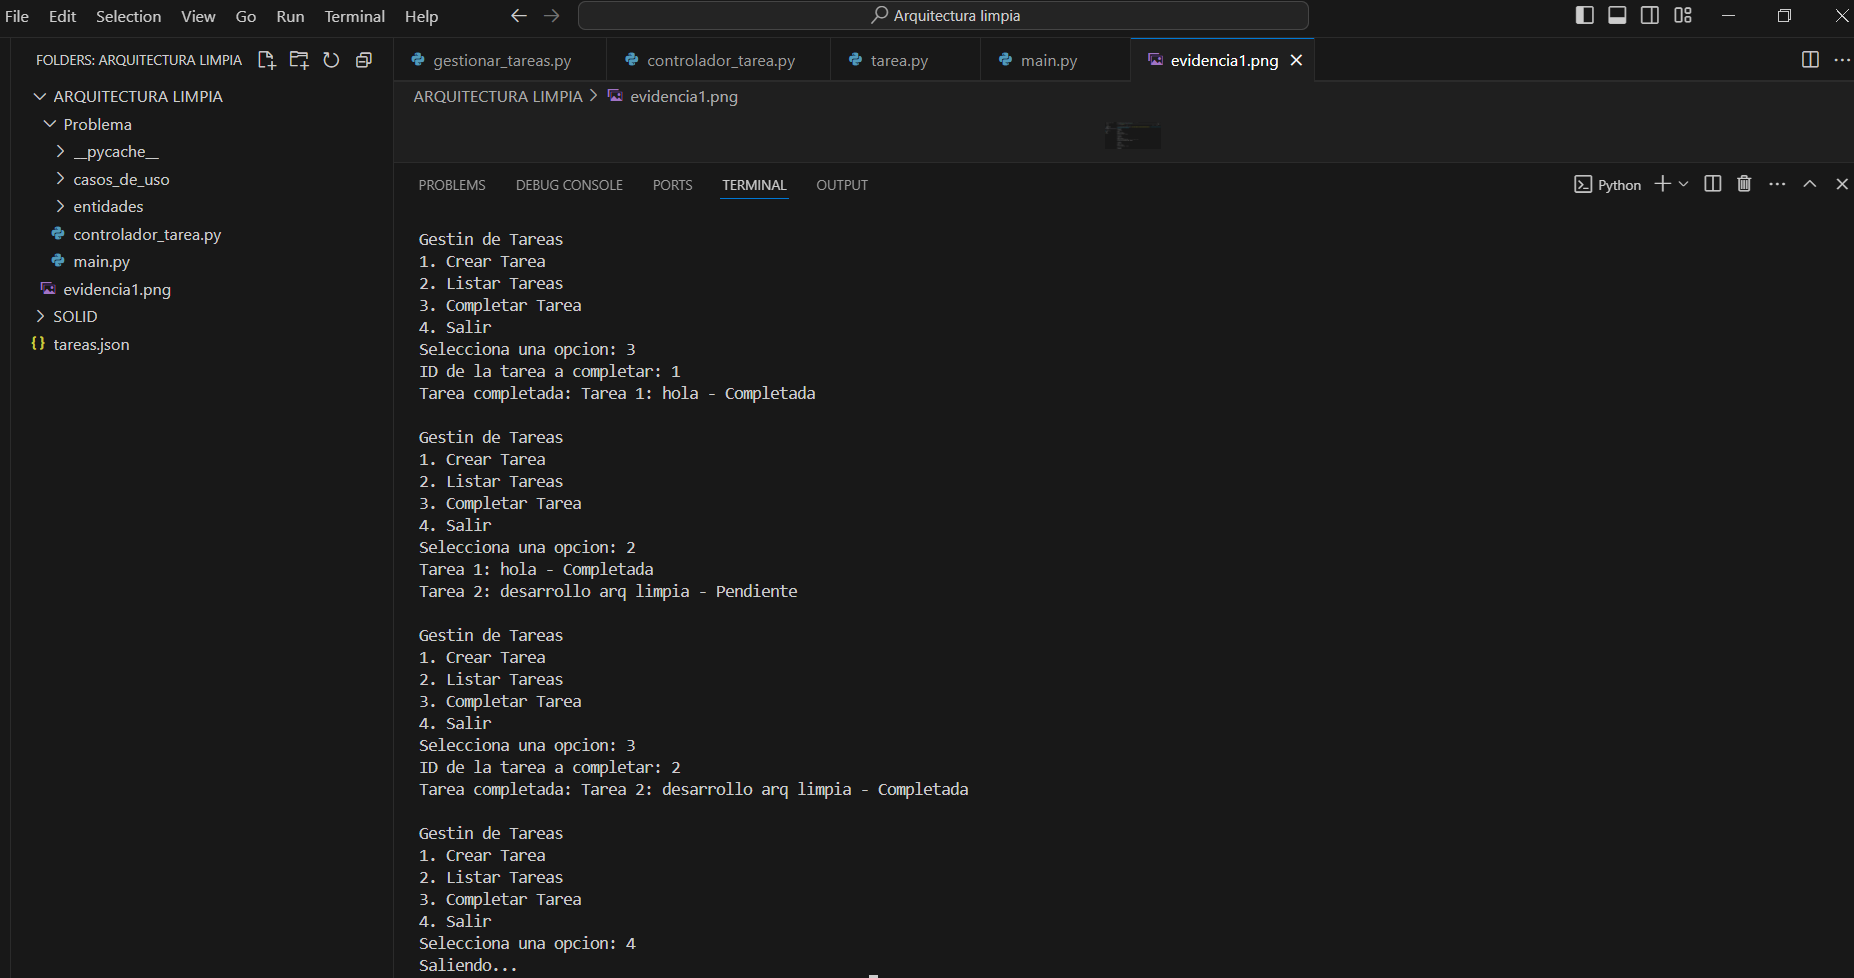 File Edit Selection View Go Run Terminal Help
Arquitectura limpia
FOLDERS: ARQUITECTURA LIMPIA
ARQUITECTURA LIMPIA
Problema
__pycache__
casos_de_uso
entidades
controlador_tarea.py
main.py
evidencia1.png
SOLID
{} tareas.json
gestionar_tareas.py controlador_tarea.py tarea.py main.py evidencia1.png
ARQUITECTURA LIMPIA > evidencia1.png
PROBLEMS DEBUG CONSOLE PORTS TERMINAL OUTPUT
Python
Gestin de Tareas
1. Crear Tarea
2. Listar Tareas
3. Completar Tarea
4. Salir
Selecciona una opcion: 3
ID de la tarea a completar: 1
Tarea completada: Tarea 1: hola - Completada
Gestin de Tareas
1. Crear Tarea
2. Listar Tareas
3. Completar Tarea
4. Salir
Selecciona una opcion: 2
Tarea 1: hola - Completada
Tarea 2: desarrollo arq limpia - Pendiente
Gestin de Tareas
1. Crear Tarea
2. Listar Tareas
3. Completar Tarea
4. Salir
Selecciona una opcion: 3
ID de la tarea a completar: 2
Tarea completada: Tarea 2: desarrollo arq limpia - Completada
Gestin de Tareas
1. Crear Tarea
2. Listar Tareas
3. Completar Tarea
4. Salir
Selecciona una opcion: 4
Saliendo...